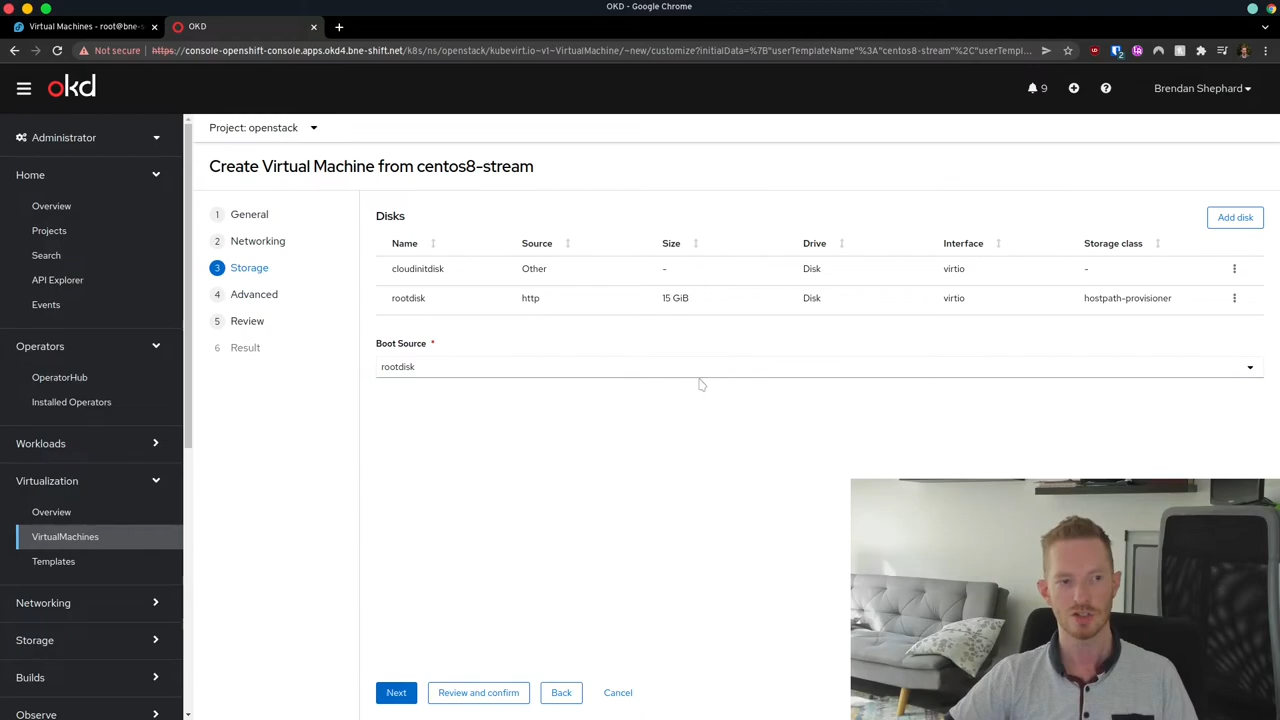 OKD - Google Chrome
Virtual Machines - root@bne-s
OKD
Not secure
https://console-openshift-console.apps.okd4.bne-shift.net/k8s/ns/openstack/kubevirt.io~v1~VirtualMachine/~new/customize?initialData=%7B"userTemplateName"%3A"centos8-stream"%2C"userTempl...
okd
9
Brendan Shephard
Administrator
Home
Overview
Projects
Search
API Explorer
Events
Operators
OperatorHub
Installed Operators
Workloads
Virtualization
Overview
VirtualMachines
Templates
Networking
Storage
Builds
Observe
Project: openstack
Create Virtual Machine from centos8-stream
1 General
2 Networking
3 Storage
4 Advanced
5 Review
6 Result
Disks
Add disk
Name Source Size Drive Interface Storage class
cloudinitdisk Other - Disk virtio -
rootdisk http 15 GiB Disk virtio hostpath-provisioner
Boot Source *
rootdisk
Next Review and confirm Back Cancel